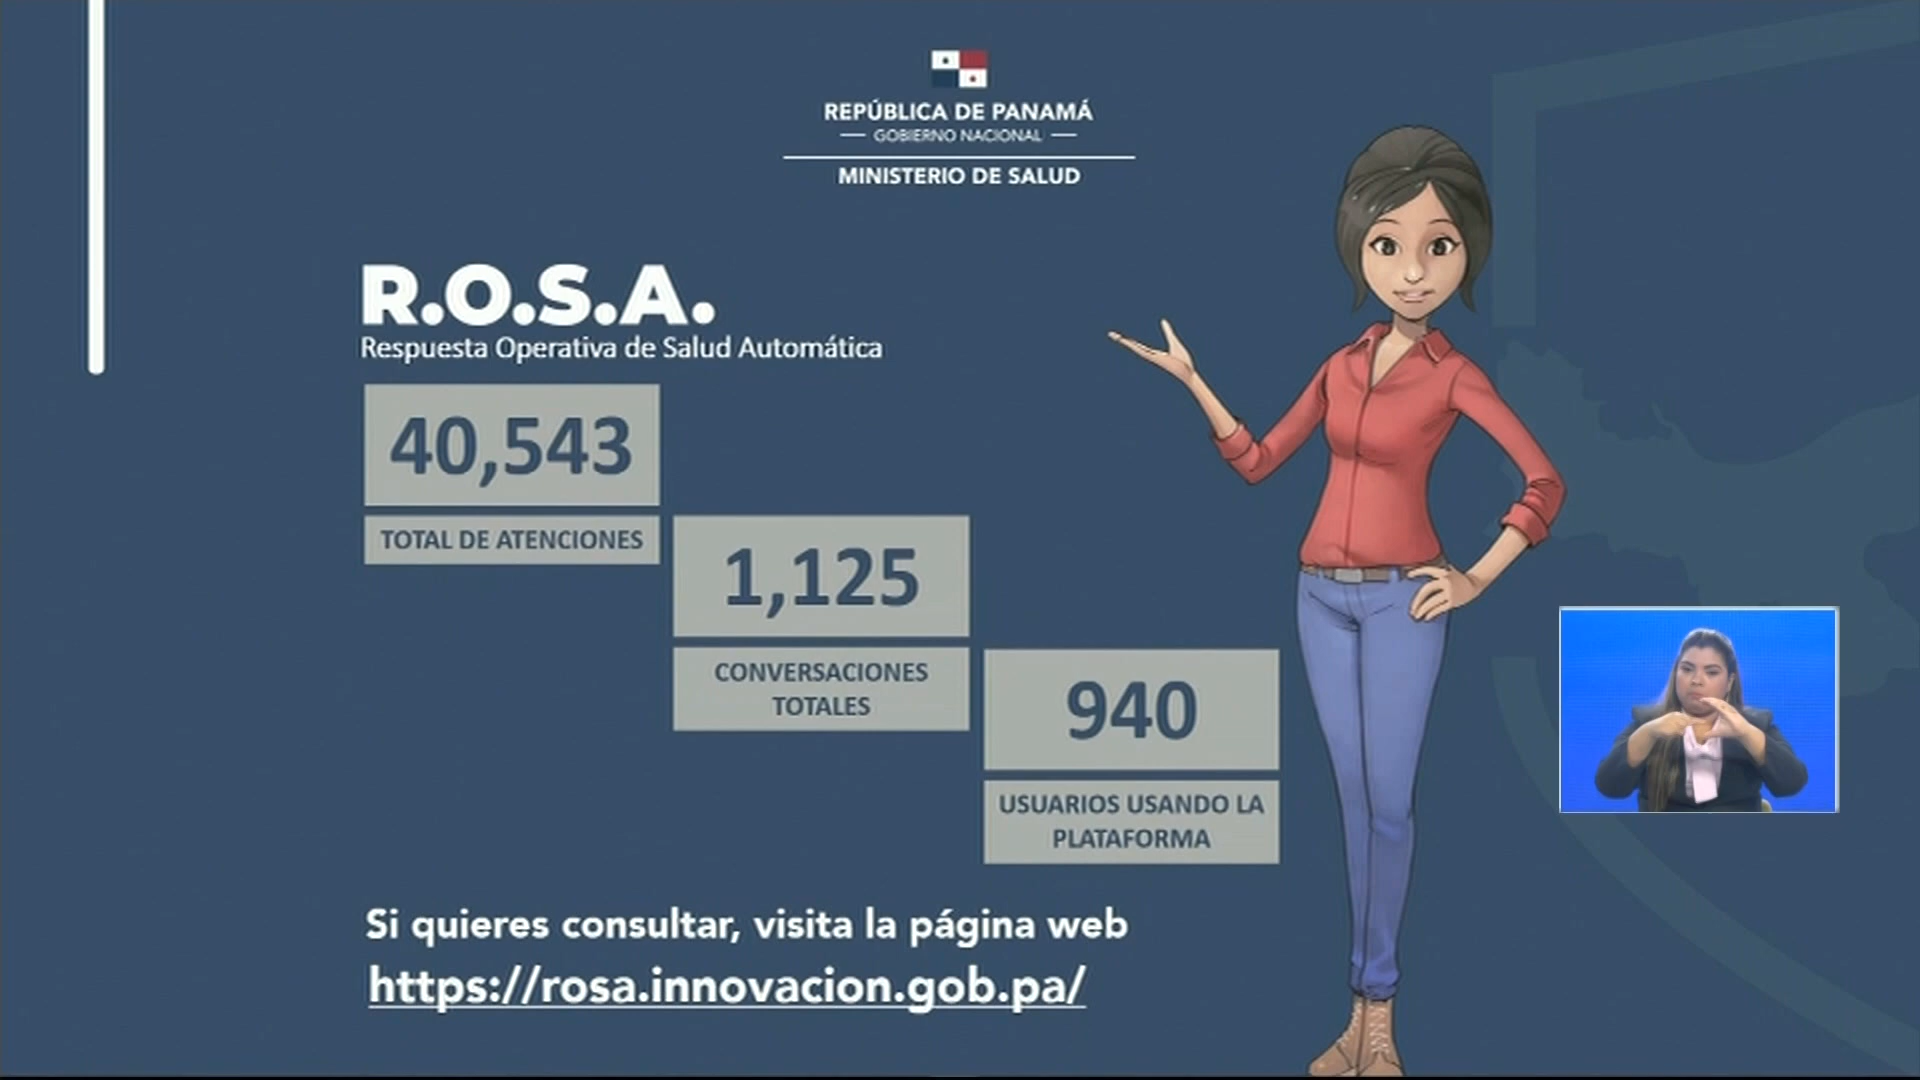 REPÚBLICA DE PANAMÁ
GOBIERNO NACIONAL
MINISTERIO DE SALUD
R.O.S.A.
Respuesta Operativa de Salud Automática
40,543
TOTAL DE ATENCIONES
1,125
CONVERSACIONES
TOTALES
940
USUARIOS USANDO LA
PLATAFORMA
Si quieres consultar, visita la página web
https://rosa.innovacion.gob.pa/